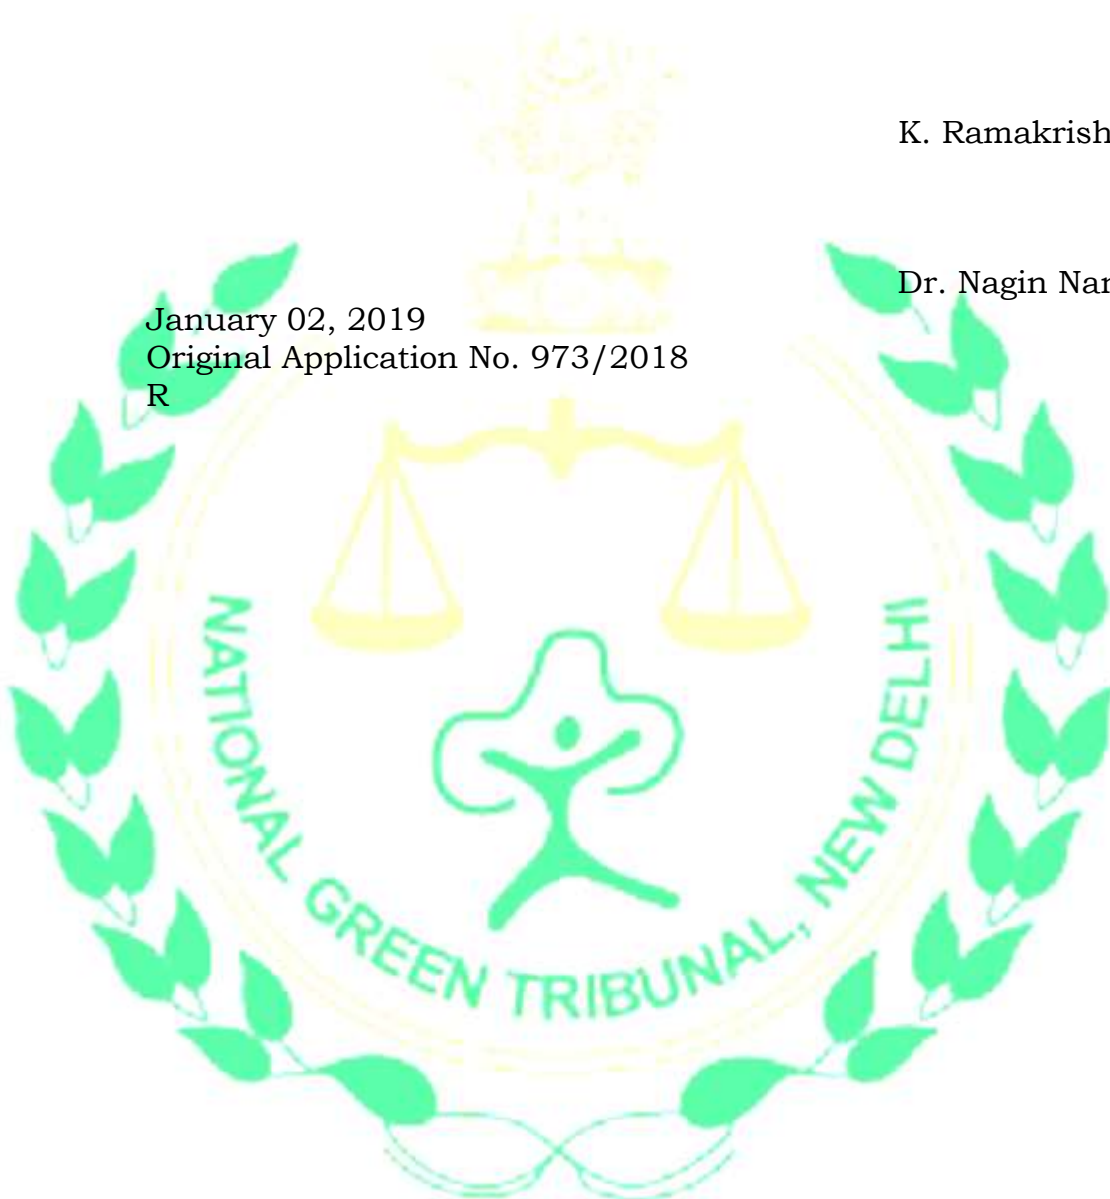 K. Ramakrish
Dr. Nagin Nan
January 02, 2019
Original Application No. 973/2018
R
NATIONAL GREEN TRIBUNAL, NEW DELHI